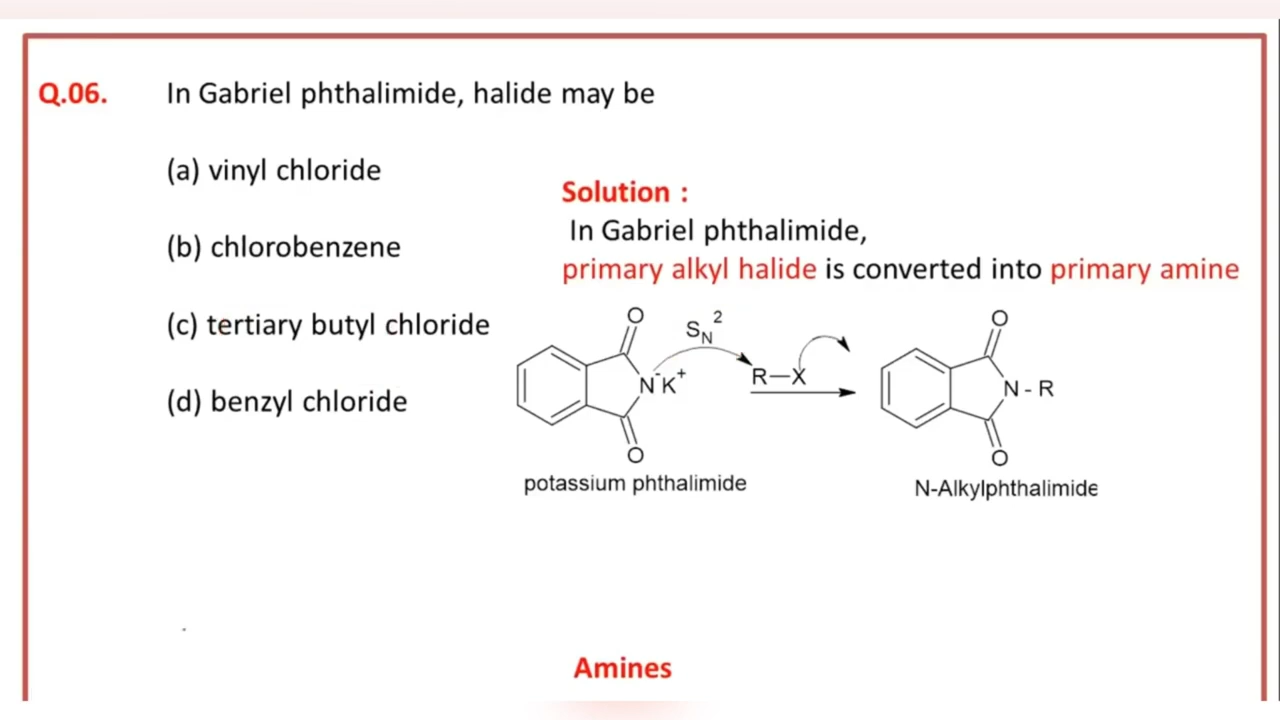 Q.06. In Gabriel phthalimide, halide may be
(a) vinyl chloride
(b) chlorobenzene
(c) tertiary butyl chloride
(d) benzyl chloride
Solution :
In Gabriel phthalimide,
primary alkyl halide is converted into primary amine
O
O
N⁻K⁺
S_N²
R—X
O
O
N - R
potassium phthalimide
N-Alkylphthalimide
Amines